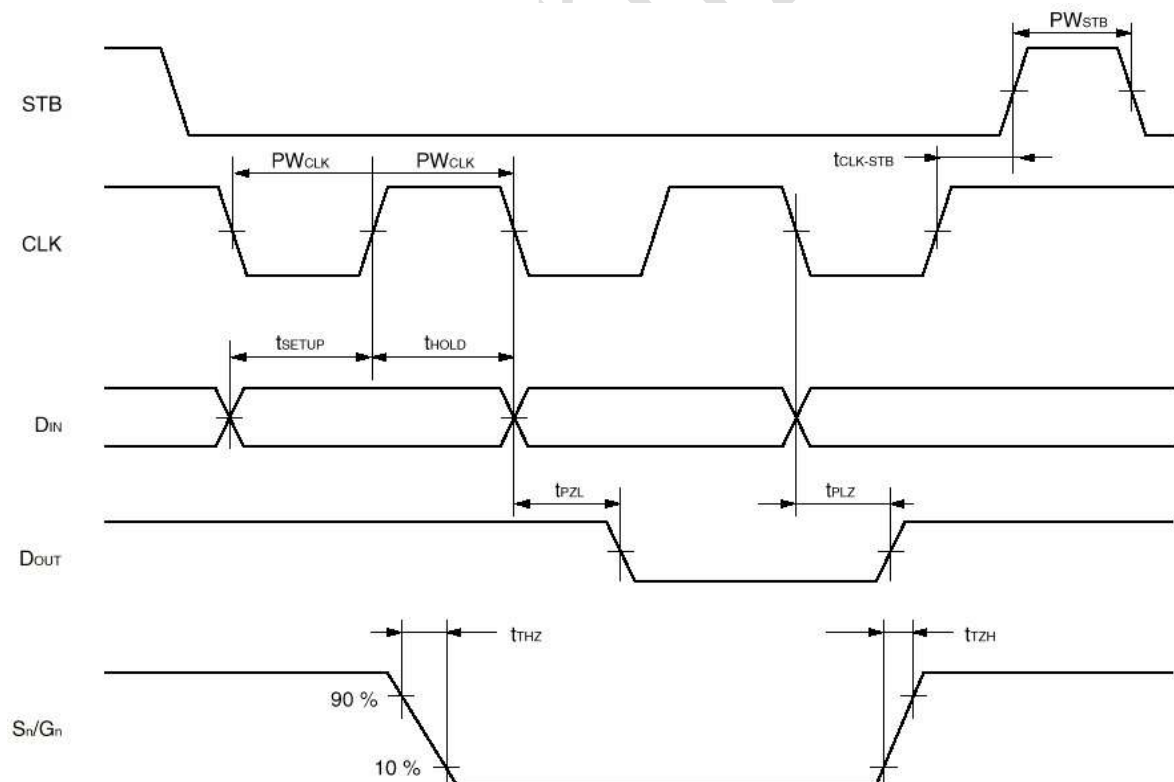 PWSTB
STB
PWCLK PWCLK tCLK-STB
CLK
tSETUP tHOLD
DIN
tPZL tPLZ
DOUT
tTHZ tTZH
90 %
Sn/Gn
10 %